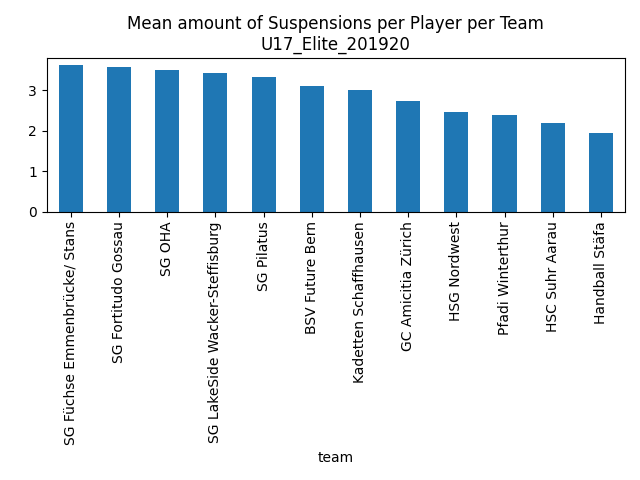 Mean amount of Suspensions per Player per Team
U17_Elite_201920
3
2
1
0
SG Füchse Emmenbrücke/ Stans
SG Fortitudo Gossau
SG OHA
SG LakeSide Wacker-Steffisburg
SG Pilatus
BSV Future Bern
Kadetten Schaffhausen
GC Amicitia Zürich
HSG Nordwest
Pfadi Winterthur
HSC Suhr Aarau
Handball Stäfa
team